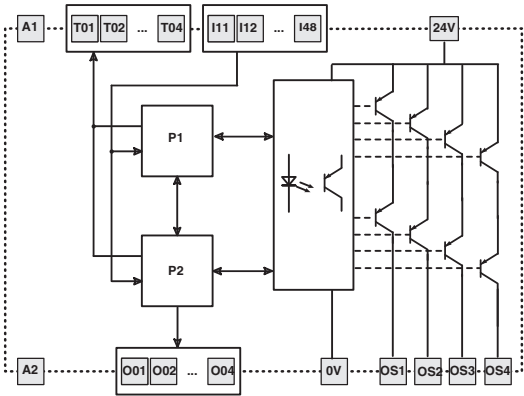 A1 T01 T02 ... T04 I11 I12 ... I48 24V
P1
P2
A2 O01 O02 ... O04 0V OS1 OS2 OS3 OS4